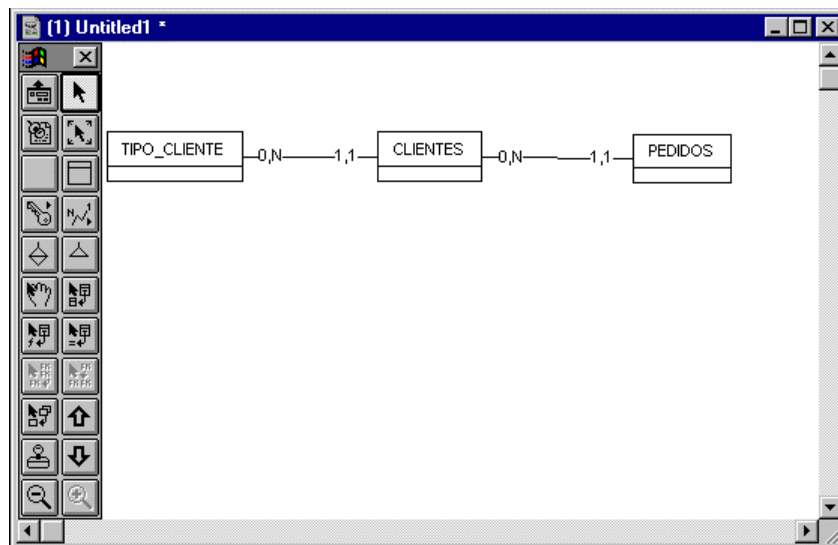 (1) Untitled1 *
TIPO_CLIENTE 0,N 1,1 CLIENTES 0,N 1,1 PEDIDOS